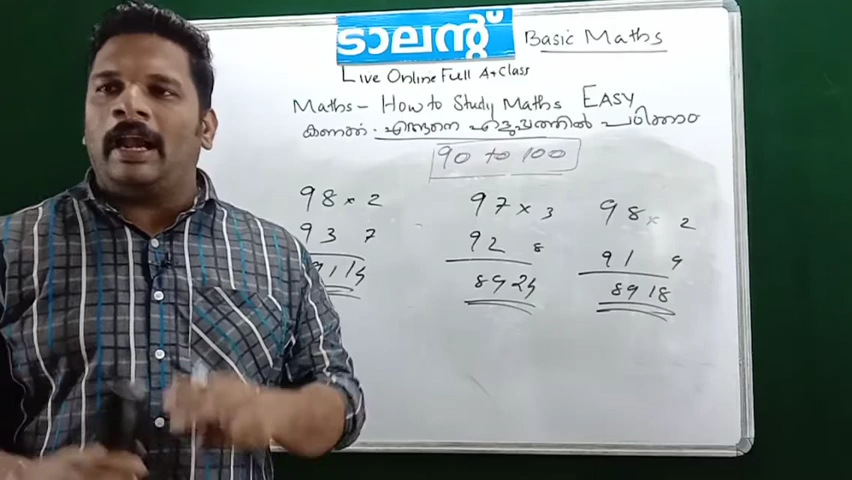 ടാലന്റ് Basic Maths
Live Online Full A+ Class
Maths - How to Study Maths EASY
കണക്ക് . എങ്ങനെ എളുപ്പത്തിൽ പഠിക്കാം
90 to 100
98 × 2 97 × 3 98 × 2
93 7 92 8 91 9
9114 8924 8918